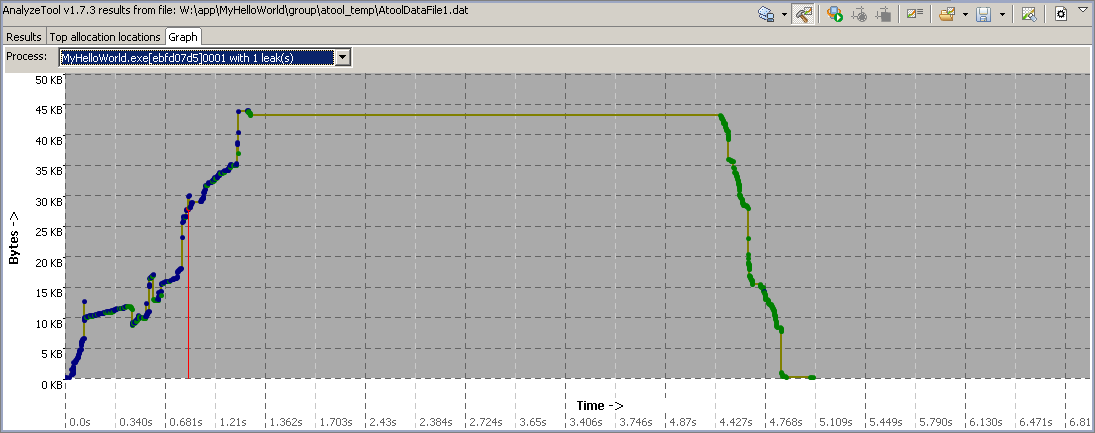 AnalyzeTool v1.7.3 results from file: W:\app\MyHelloWorld\group\atool_temp\AtoolDataFile1.dat
Results Top allocation locations Graph
Process: MyHelloWorld.exe[ebfd07d5]0001 with 1 leak(s)
50 KB
45 KB
40 KB
35 KB
30 KB
25 KB
20 KB
15 KB
10 KB
5 KB
0 KB
Bytes ->
Time ->
0.0s 0.340s 0.681s 1.21s 1.362s 1.703s 2.43s 2.384s 2.724s 3.65s 3.406s 3.746s 4.87s 4.427s 4.768s 5.109s 5.449s 5.790s 6.130s 6.471s 6.81